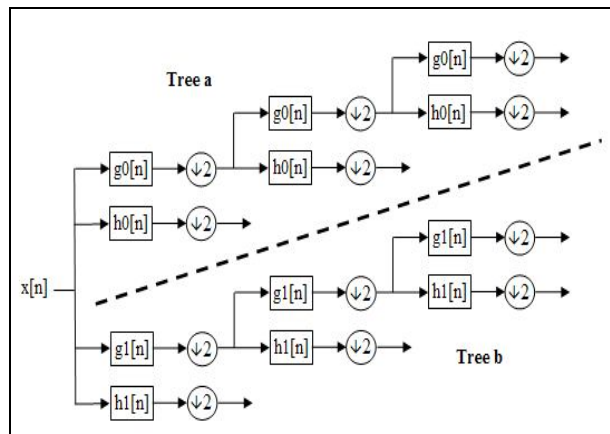 g0[n] ↓2
Tree a
g0[n] ↓2 h0[n] ↓2
g0[n] ↓2 h0[n] ↓2
h0[n] ↓2
g1[n] ↓2
x[n] g1[n] ↓2 h1[n] ↓2
g1[n] ↓2 h1[n] ↓2
Tree b
h1[n] ↓2